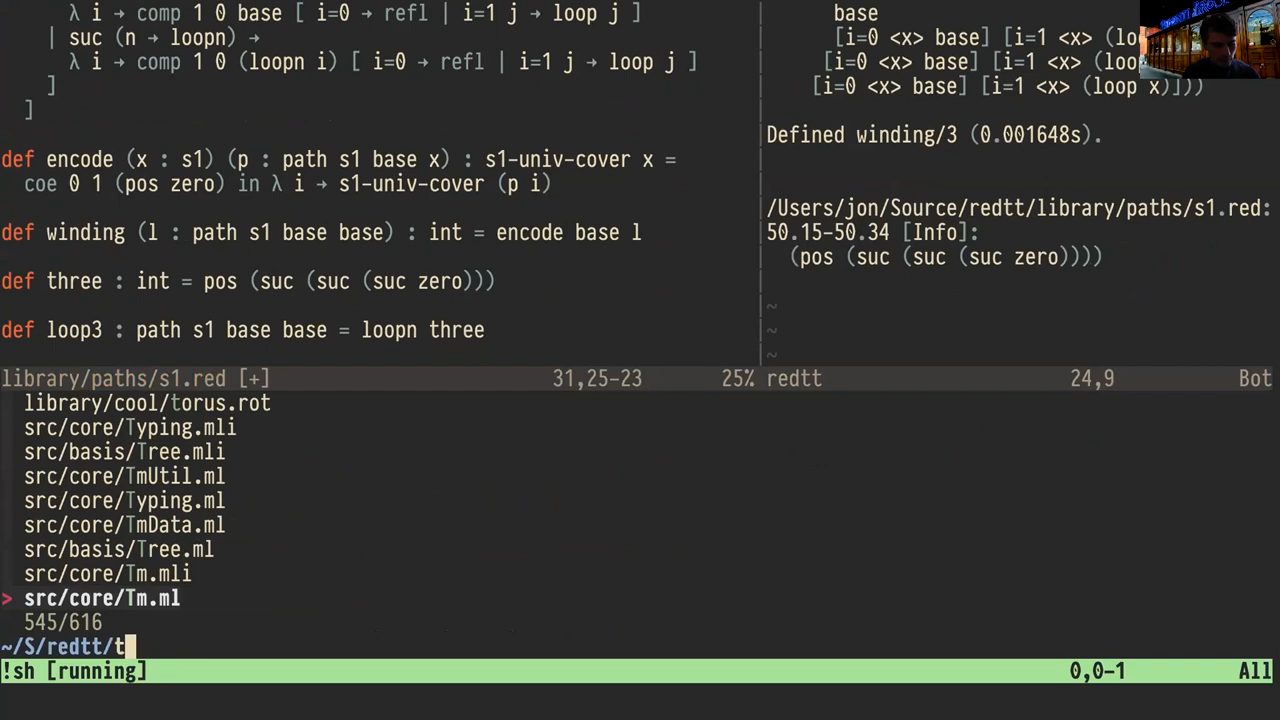 λ i → comp 1 0 base [ i=0 → refl | i=1 j → loop j ]
| suc (n → loopn) →
λ i → comp 1 0 (loopn i) [ i=0 → refl | i=1 j → loop j ]
]
]
def encode (x : s1) (p : path s1 base x) : s1-univ-cover x =
coe 0 1 (pos zero) in λ i → s1-univ-cover (p i)
def winding (l : path s1 base base) : int = encode base l
def three : int = pos (suc (suc (suc zero)))
def loop3 : path s1 base base = loopn three
library/paths/s1.red [+] 31,25-23 25%
base
[i=0 <x> base] [i=1 <x> (lo
[i=0 <x> base] [i=1 <x> (loop
[i=0 <x> base] [i=1 <x> (loop x)]))
Defined winding/3 (0.001648s).
/Users/jon/Source/redtt/library/paths/s1.red:
50.15-50.34 [Info]:
(pos (suc (suc (suc zero))))
~
~
~
redtt 24,9 Bot
library/cool/torus.rot
src/core/Typing.mli
src/basis/Tree.mli
src/core/TmUtil.ml
src/core/Typing.ml
src/core/TmData.ml
src/basis/Tree.ml
src/core/Tm.mli
> src/core/Tm.ml
545/616
~/S/redtt/t
!sh [running] 0,0-1 All